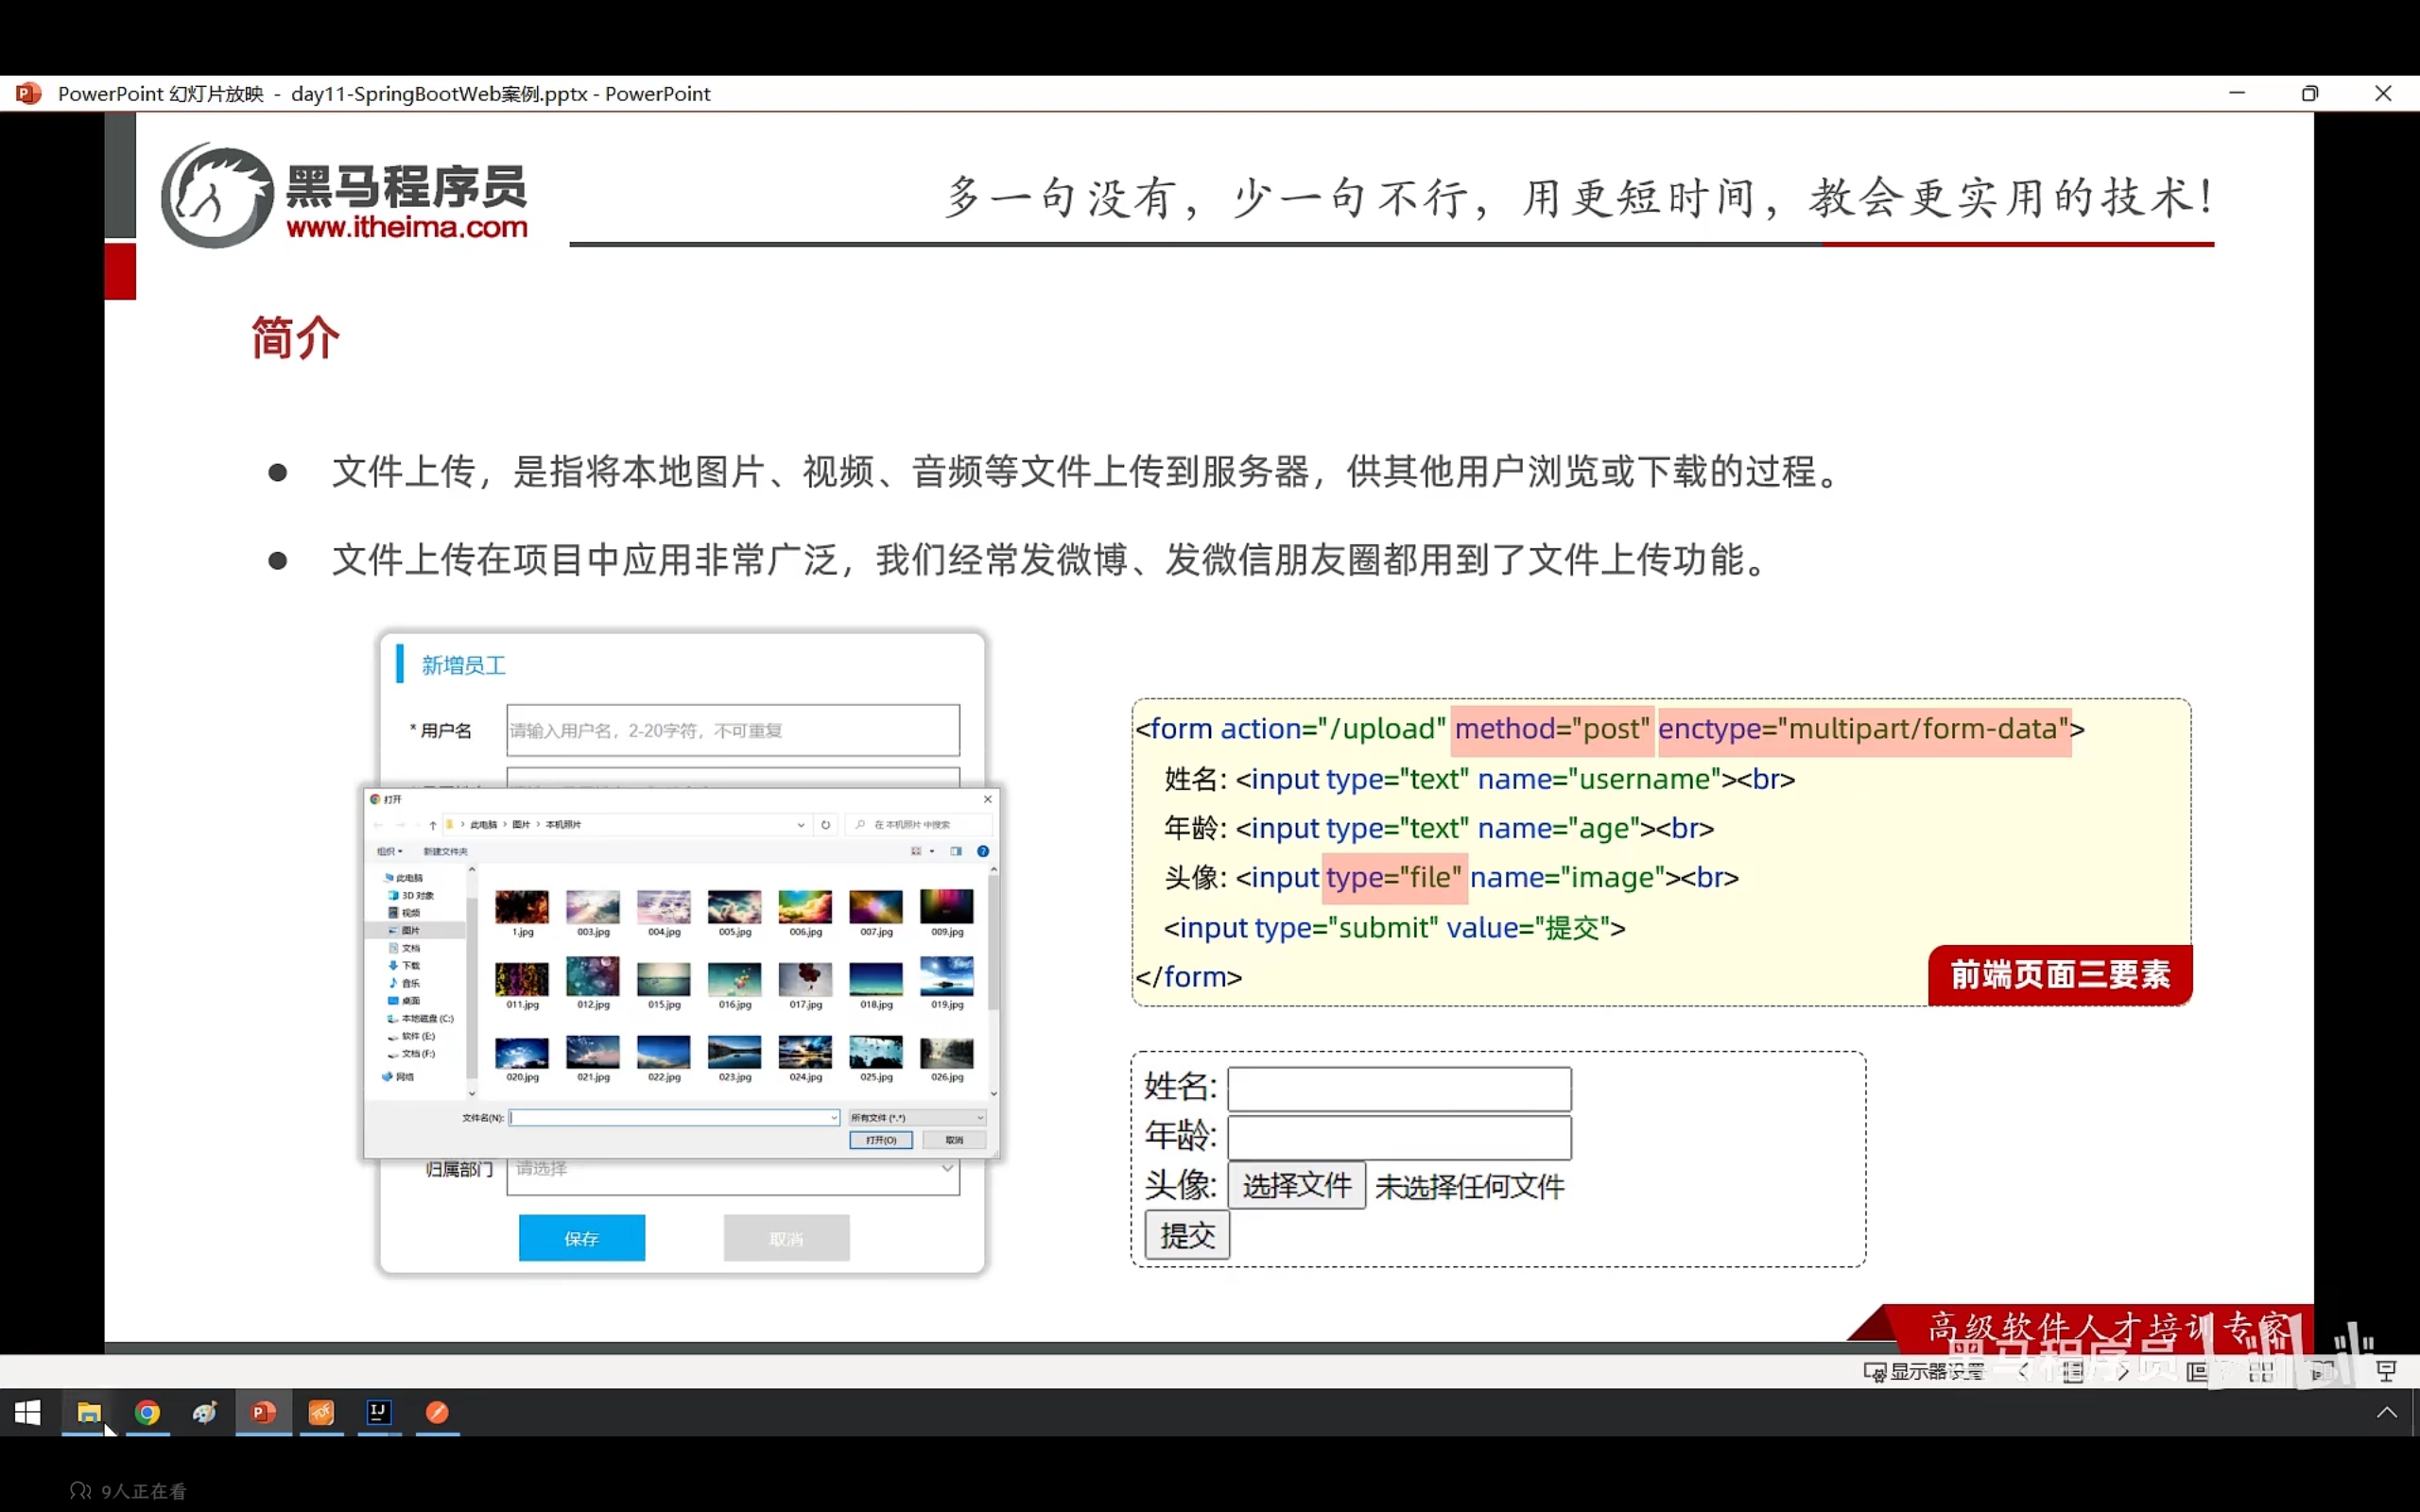 PowerPoint 幻灯片放映 - day11-SpringBootWeb案例.pptx - PowerPoint
黑马程序员
www.itheima.com
多一句没有，少一句不行，用更短时间，教会更实用的技术！
简介
● 文件上传，是指将本地图片、视频、音频等文件上传到服务器，供其他用户浏览或下载的过程。
● 文件上传在项目中应用非常广泛，我们经常发微博、发微信朋友圈都用到了文件上传功能。
新增员工
* 用户名
请输入用户名，2-20字符，不可重复
打开
此电脑 › 图片 › 本机照片
在 本机照片 中搜索
组织
新建文件夹
此电脑
3D 对象
视频
图片
文档
下载
音乐
桌面
本地磁盘 (C:)
软件 (E:)
文档 (F:)
网络
1.jpg 003.jpg 004.jpg 005.jpg 006.jpg 007.jpg 009.jpg
011.jpg 012.jpg 015.jpg 016.jpg 017.jpg 018.jpg 019.jpg
020.jpg 021.jpg 022.jpg 023.jpg 024.jpg 025.jpg 026.jpg
文件名(N):
所有文件 (*.*)
打开(O)
取消
归属部门
请选择
保存
取消
<form action="/upload" method="post" enctype="multipart/form-data">
姓名: <input type="text" name="username"><br>
年龄: <input type="text" name="age"><br>
头像: <input type="file" name="image"><br>
<input type="submit" value="提交">
</form>
前端页面三要素
姓名:
年龄:
头像: 选择文件 未选择任何文件
提交
高级软件人才培训专家
黑马程序员
显示器设置
9人正在看